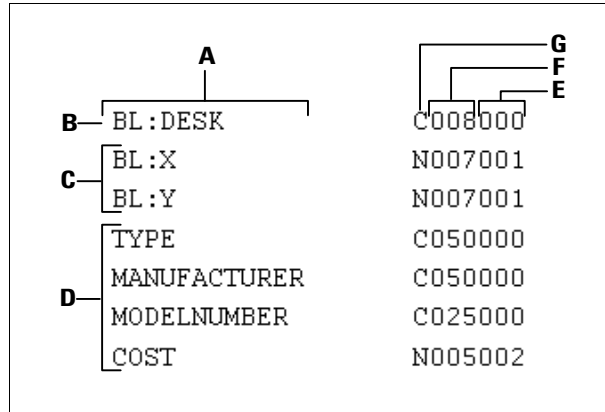 G
F
A
E
B BL:DESK C008000
BL:X N007001
C
BL:Y N007001
TYPE C050000
MANUFACTURER C050000
D
MODELNUMBER C025000
COST N005002